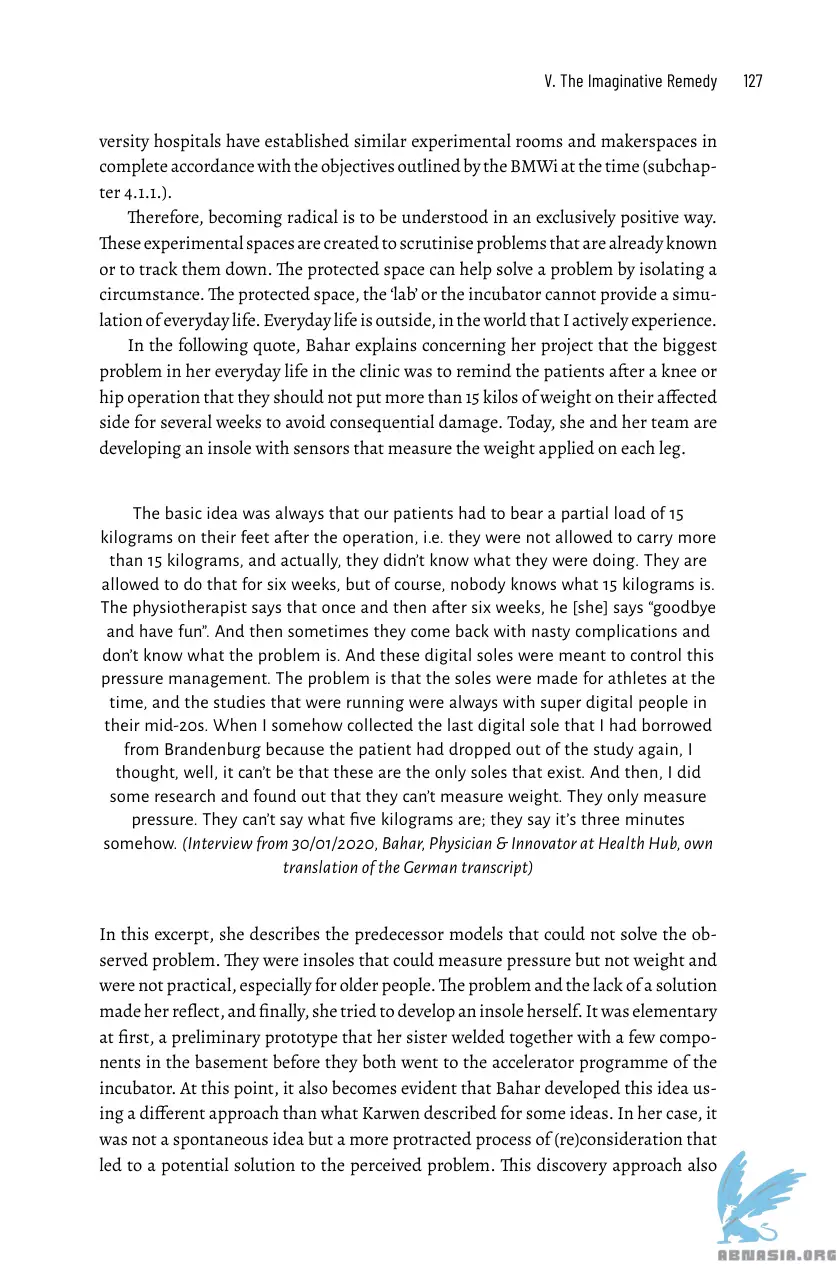 V. The Imaginative Remedy 127
versity hospitals have established similar experimental rooms and makerspaces in
complete accordance with the objectives outlined by the BMWi at the time (subchap-
ter 4.1.1.).
Therefore, becoming radical is to be understood in an exclusively positive way.
These experimental spaces are created to scrutinise problems that are already known
or to track them down. The protected space can help solve a problem by isolating a
circumstance. The protected space, the ‘lab’ or the incubator cannot provide a simu-
lation of everyday life. Everyday life is outside, in the world that I actively experience.
In the following quote, Bahar explains concerning her project that the biggest
problem in her everyday life in the clinic was to remind the patients after a knee or
hip operation that they should not put more than 15 kilos of weight on their affected
side for several weeks to avoid consequential damage. Today, she and her team are
developing an insole with sensors that measure the weight applied on each leg.
The basic idea was always that our patients had to bear a partial load of 15
kilograms on their feet after the operation, i.e. they were not allowed to carry more
than 15 kilograms, and actually, they didn’t know what they were doing. They are
allowed to do that for six weeks, but of course, nobody knows what 15 kilograms is.
The physiotherapist says that once and then after six weeks, he [she] says “goodbye
and have fun”. And then sometimes they come back with nasty complications and
don’t know what the problem is. And these digital soles were meant to control this
pressure management. The problem is that the soles were made for athletes at the
time, and the studies that were running were always with super digital people in
their mid-20s. When I somehow collected the last digital sole that I had borrowed
from Brandenburg because the patient had dropped out of the study again, I
thought, well, it can’t be that these are the only soles that exist. And then, I did
some research and found out that they can’t measure weight. They only measure
pressure. They can’t say what five kilograms are; they say it’s three minutes
somehow. (Interview from 30/01/2020, Bahar, Physician & Innovator at Health Hub, own
translation of the German transcript)
In this excerpt, she describes the predecessor models that could not solve the ob-
served problem. They were insoles that could measure pressure but not weight and
were not practical, especially for older people. The problem and the lack of a solution
made her reflect, and finally, she tried to develop an insole herself. It was elementary
at first, a preliminary prototype that her sister welded together with a few compo-
nents in the basement before they both went to the accelerator programme of the
incubator. At this point, it also becomes evident that Bahar developed this idea us-
ing a different approach than what Karwen described for some ideas. In her case, it
was not a spontaneous idea but a more protracted process of (re)consideration that
led to a potential solution to the perceived problem. This discovery approach also
ABNASIA.ORG